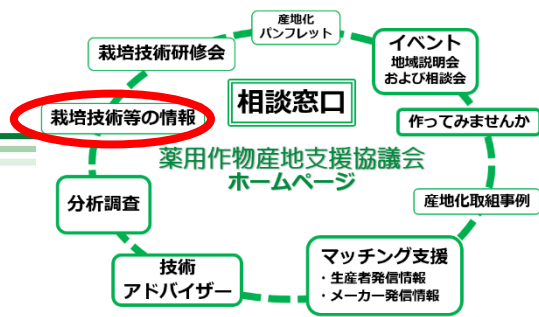 産地化
パンフレット
イベント
地域説明会
および相談会
栽培技術研修会
相談窓口
栽培技術等の情報
作ってみませんか
薬用作物産地支援協議会
ホームページ
分析調査
産地化取組事例
技術
アドバイザー
マッチング支援
・生産者発信情報
・メーカー発信情報